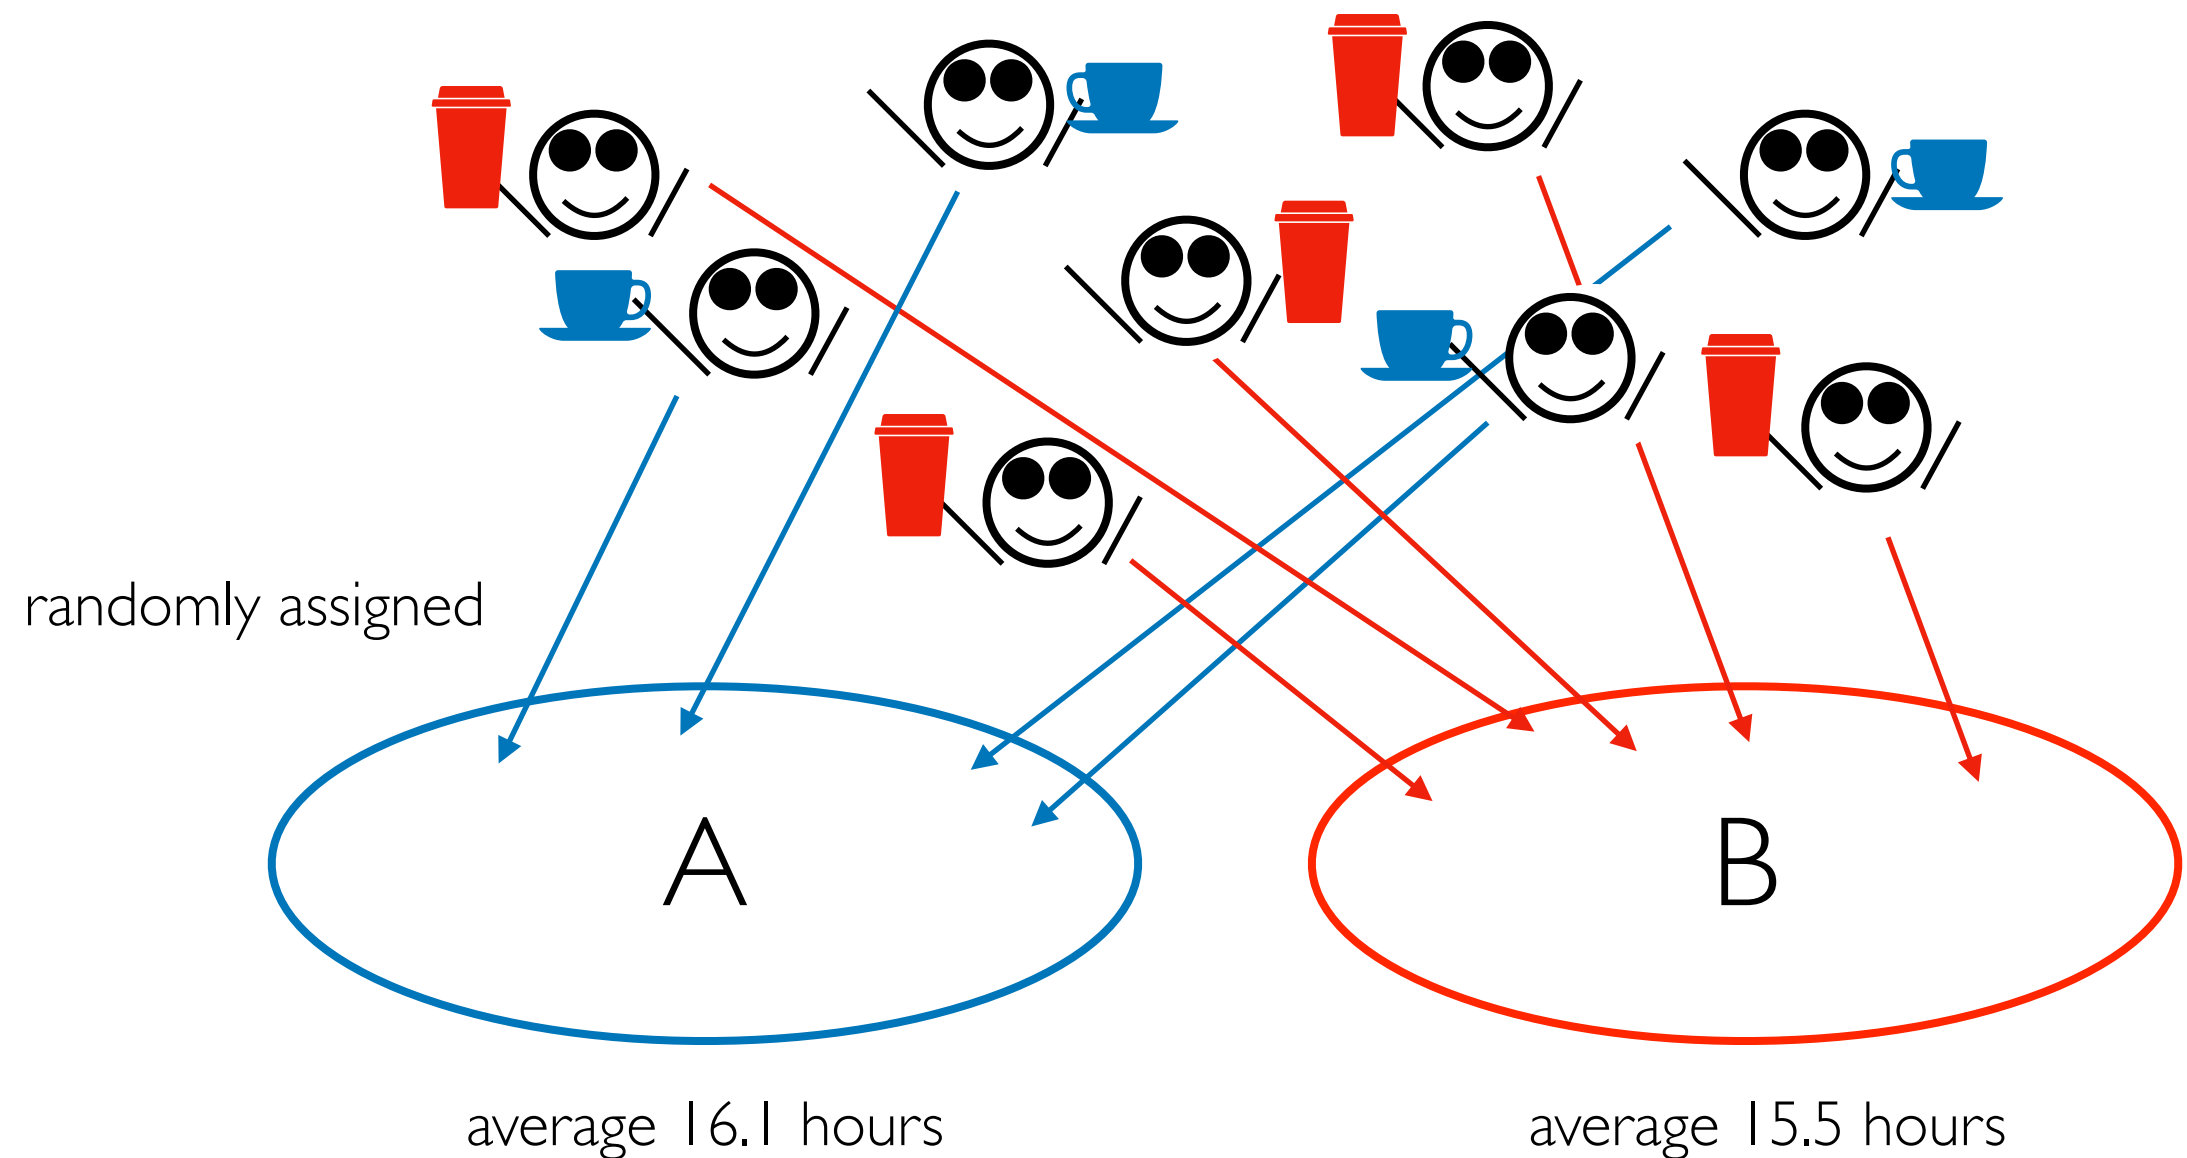 randomly assigned
A
B
average 16.1 hours
average 15.5 hours